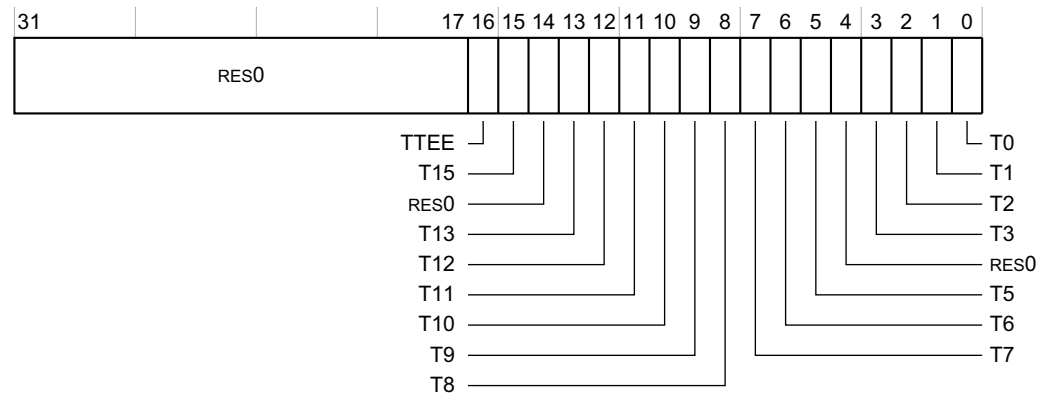 31 17 16 15 14 13 12 11 10 9 8 7 6 5 4 3 2 1 0
RES0
TTEE T0
T15 T1
RES0 T2
T13 T3
T12 RES0
T11 T5
T10 T6
T9 T7
T8